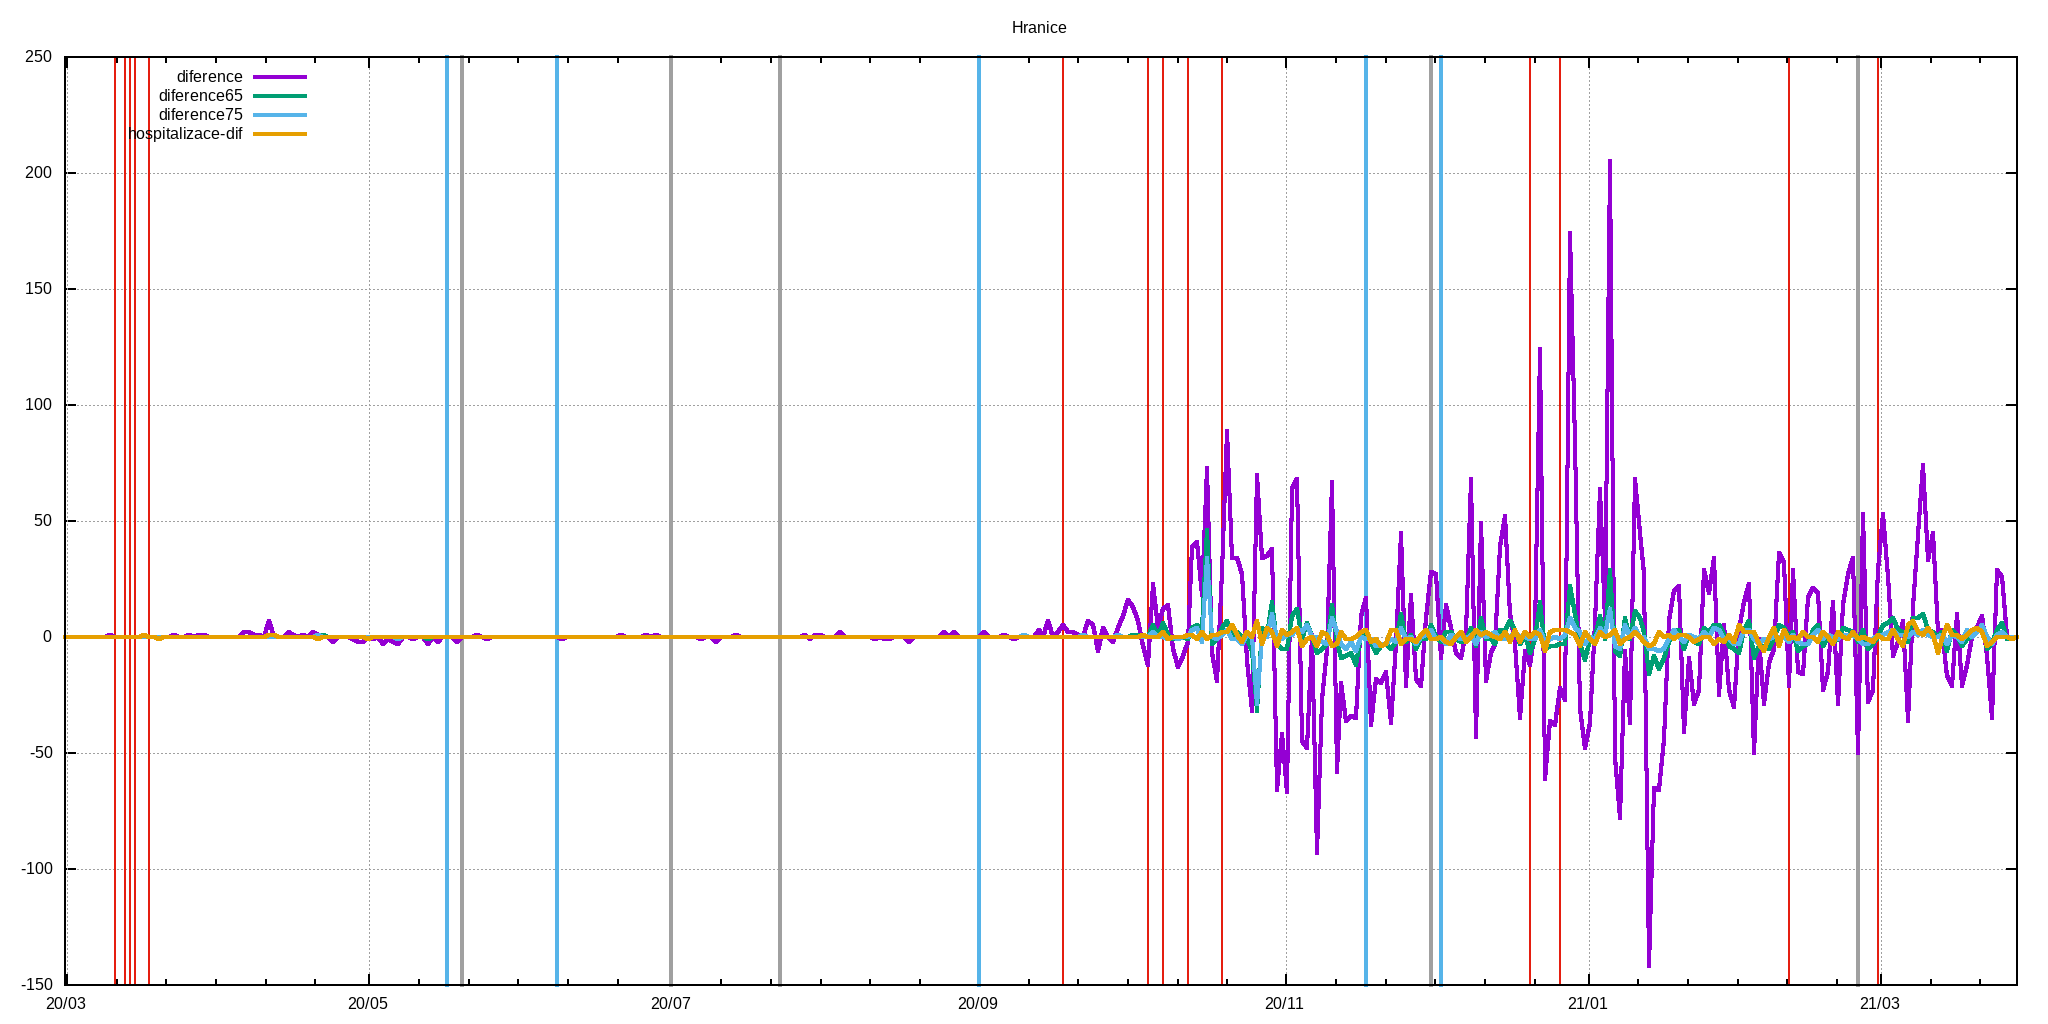 Hranice
250
diference
diference65
diference75
hospitalizace-dif
200
150
100
50
0
-50
-100
-150
20/03 20/05 20/07 20/09 20/11 21/01 21/03